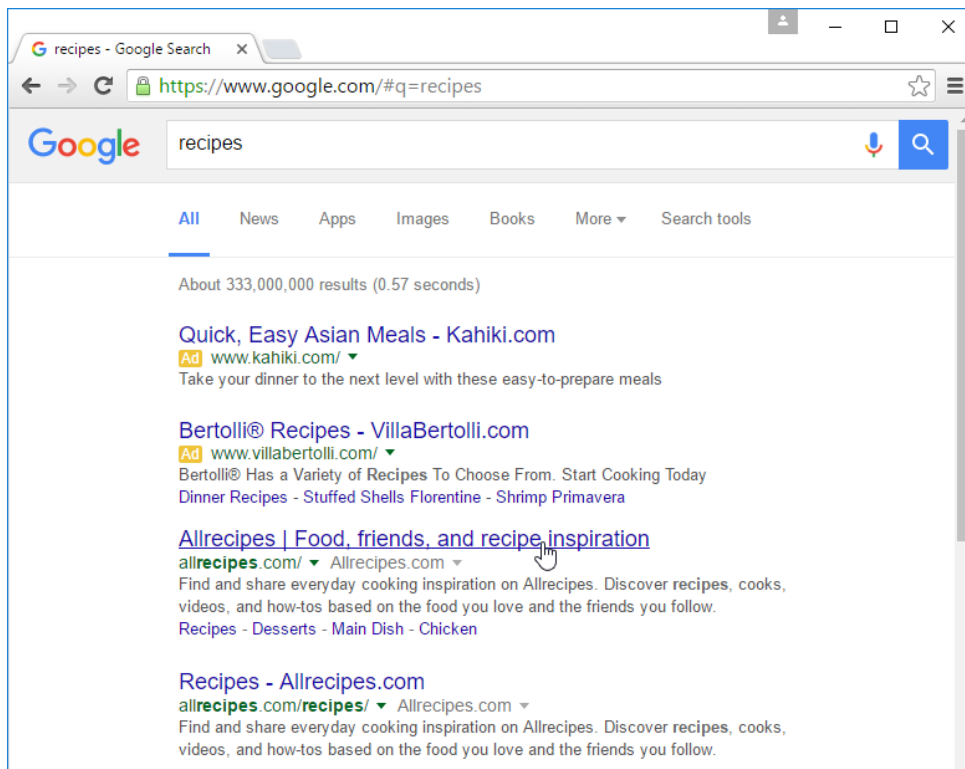 recipes - Google Search
https://www.google.com/#q=recipes
Google recipes
All News Apps Images Books More Search tools
About 333,000,000 results (0.57 seconds)
Quick, Easy Asian Meals - Kahiki.com
Ad www.kahiki.com/
Take your dinner to the next level with these easy-to-prepare meals
Bertolli® Recipes - VillaBertolli.com
Ad www.villabertolli.com/
Bertolli® Has a Variety of Recipes To Choose From. Start Cooking Today
Dinner Recipes - Stuffed Shells Florentine - Shrimp Primavera
Allrecipes | Food, friends, and recipe inspiration
allrecipes.com/ Allrecipes.com
Find and share everyday cooking inspiration on Allrecipes. Discover recipes, cooks,
videos, and how-tos based on the food you love and the friends you follow.
Recipes - Desserts - Main Dish - Chicken
Recipes - Allrecipes.com
allrecipes.com/recipes/ Allrecipes.com
Find and share everyday cooking inspiration on Allrecipes. Discover recipes, cooks,
videos, and how-tos based on the food you love and the friends you follow.